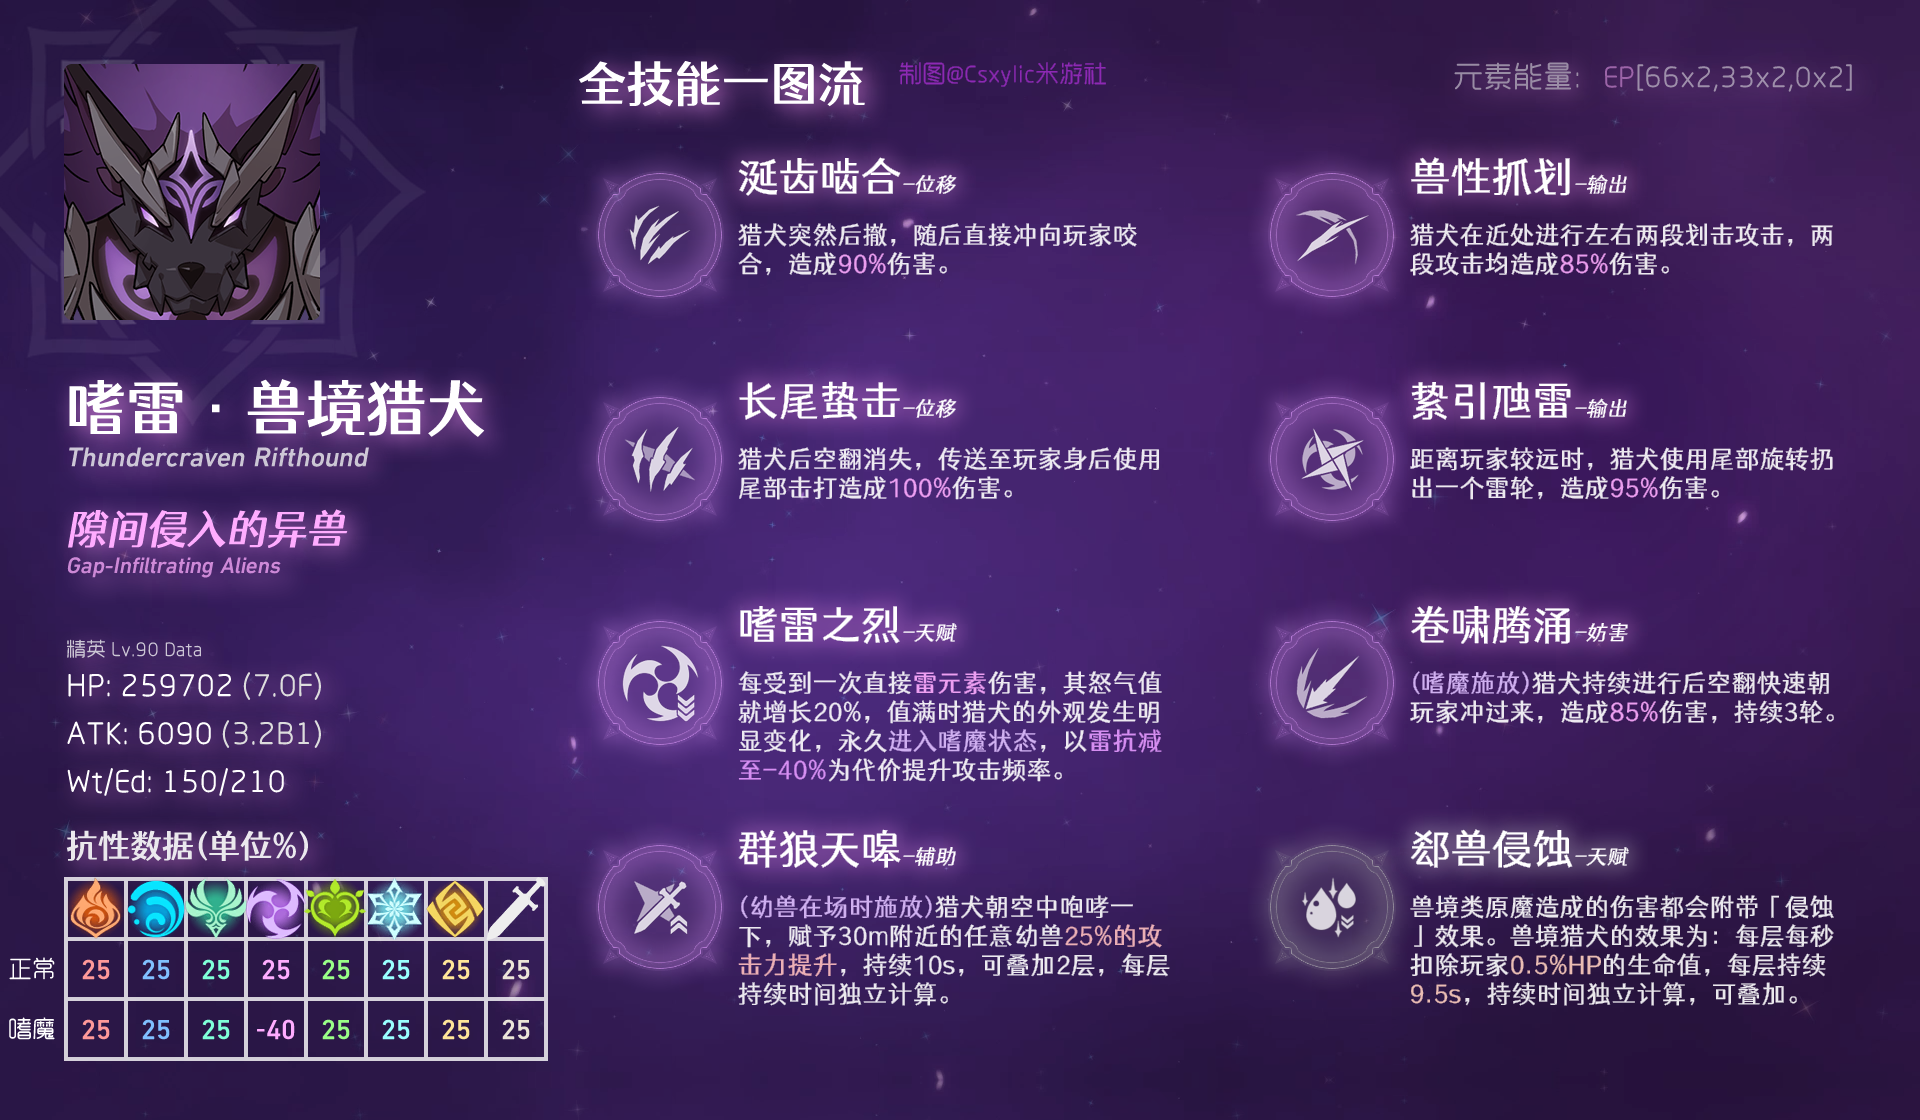 全技能一图流
制图@Csxylic米游社
元素能量: EP[66x2,33x2,0x2]
嗜雷·兽境猎犬
Thundercraven Rifthound
隙间侵入的异兽
Gap-Infiltrating Aliens
精英 Lv.90 Data
HP: 259702 (7.0F)
ATK: 6090 (3.2B1)
Wt/Ed: 150/210
抗性数据(单位%)
正常 25 25 25 25 25 25 25 25
嗜魔 25 25 25 -40 25 25 25 25
涎齿啮合-位移
猎犬突然后撤，随后直接冲向玩家咬
合，造成90%伤害。
兽性抓划-输出
猎犬在近处进行左右两段划击攻击，两
段攻击均造成85%伤害。
长尾蛰击-位移
猎犬后空翻消失，传送至玩家身后使用
尾部击打造成100%伤害。
絷引虺雷-输出
距离玩家较远时，猎犬使用尾部旋转扔
出一个雷轮，造成95%伤害。
嗜雷之烈-天赋
每受到一次直接雷元素伤害，其怒气值
就增长20%，值满时猎犬的外观发生明
显变化，永久进入嗜魔状态，以雷抗减
至-40%为代价提升攻击频率。
卷啸腾涌-妨害
(嗜魔施放)猎犬持续进行后空翻快速朝
玩家冲过来，造成85%伤害，持续3轮。
群狼天嗥-辅助
(幼兽在场时施放)猎犬朝空中咆哮一
下，赋予30m附近的任意幼兽25%的攻
击力提升，持续10s，可叠加2层，每层
持续时间独立计算。
郄兽侵蚀-天赋
兽境类原魔造成的伤害都会附带「侵蚀
」效果。兽境猎犬的效果为：每层每秒
扣除玩家0.5%HP的生命值，每层持续
9.5s，持续时间独立计算，可叠加。